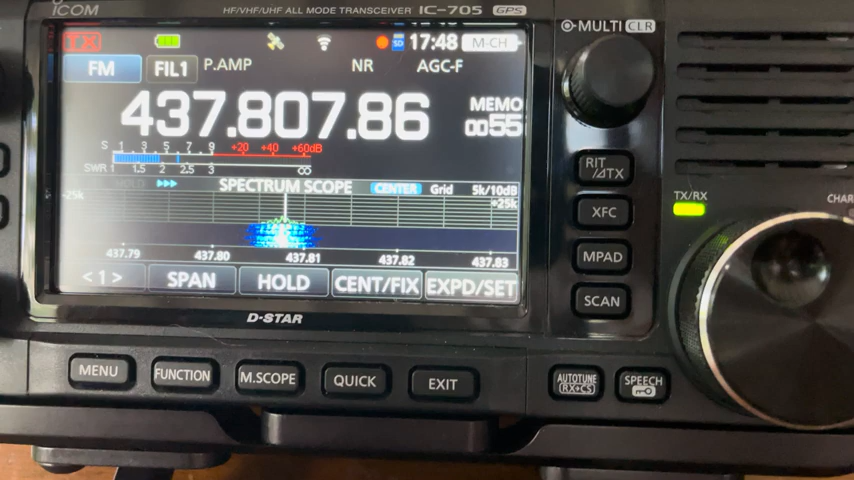 ICOM
HF/VHF/UHF ALL MODE TRANSCEIVER IC-705 GPS
MULTI CLR
TX SD 17:48 M-CH
FM FIL1 P.AMP NR AGC-F
437.807.86 MEMO
0055
S 1 3 5 7 9 +20 +40 +60dB
SWR 1 1.5 2 2.5 3 ∞
HOLD SPECTRUM SCOPE CENTER Grid 5k/10dB
-25k +25k
437.79 437.80 437.81 437.82 437.83
<1> SPAN HOLD CENT/FIX EXPD/SET
D-STAR
RIT
/⊿TX
XFC
MPAD
SCAN
TX/RX
CHAR
MENU FUNCTION M.SCOPE QUICK EXIT
AUTOTUNE
RX→CS
SPEECH